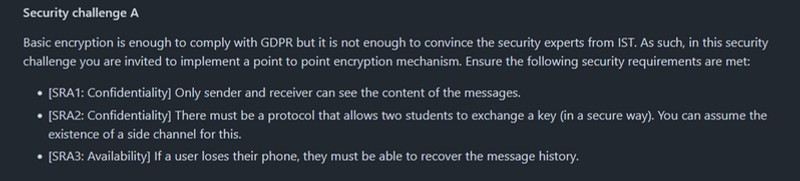 Security challenge A
Basic encryption is enough to comply with GDPR but it is not enough to convince the security experts from IST. As such, in this security
challenge you are invited to implement a point to point encryption mechanism. Ensure the following security requirements are met:
• [SRA1: Confidentiality] Only sender and receiver can see the content of the messages.
• [SRA2: Confidentiality] There must be a protocol that allows two students to exchange a key (in a secure way). You can assume the
existence of a side channel for this.
• [SRA3: Availability] If a user loses their phone, they must be able to recover the message history.